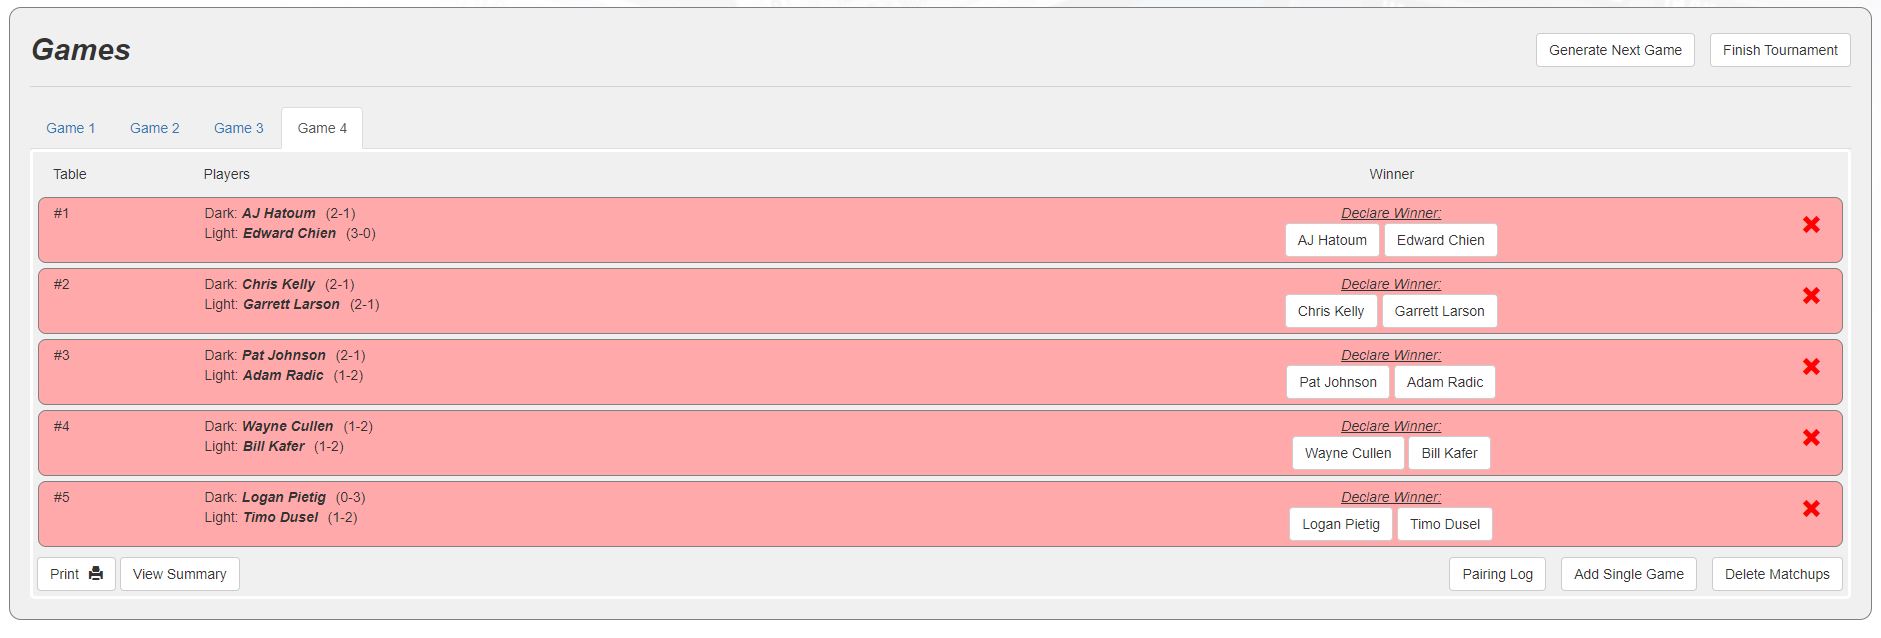 Games
Generate Next Game Finish Tournament
Game 1 Game 2 Game 3 Game 4
Table Players Winner
#1 Dark: AJ Hatoum (2-1) Declare Winner:
Light: Edward Chien (3-0) AJ Hatoum Edward Chien
#2 Dark: Chris Kelly (2-1) Declare Winner:
Light: Garrett Larson (2-1) Chris Kelly Garrett Larson
#3 Dark: Pat Johnson (2-1) Declare Winner:
Light: Adam Radic (1-2) Pat Johnson Adam Radic
#4 Dark: Wayne Cullen (1-2) Declare Winner:
Light: Bill Kafer (1-2) Wayne Cullen Bill Kafer
#5 Dark: Logan Pietig (0-3) Declare Winner:
Light: Timo Dusel (1-2) Logan Pietig Timo Dusel
Print View Summary Pairing Log Add Single Game Delete Matchups